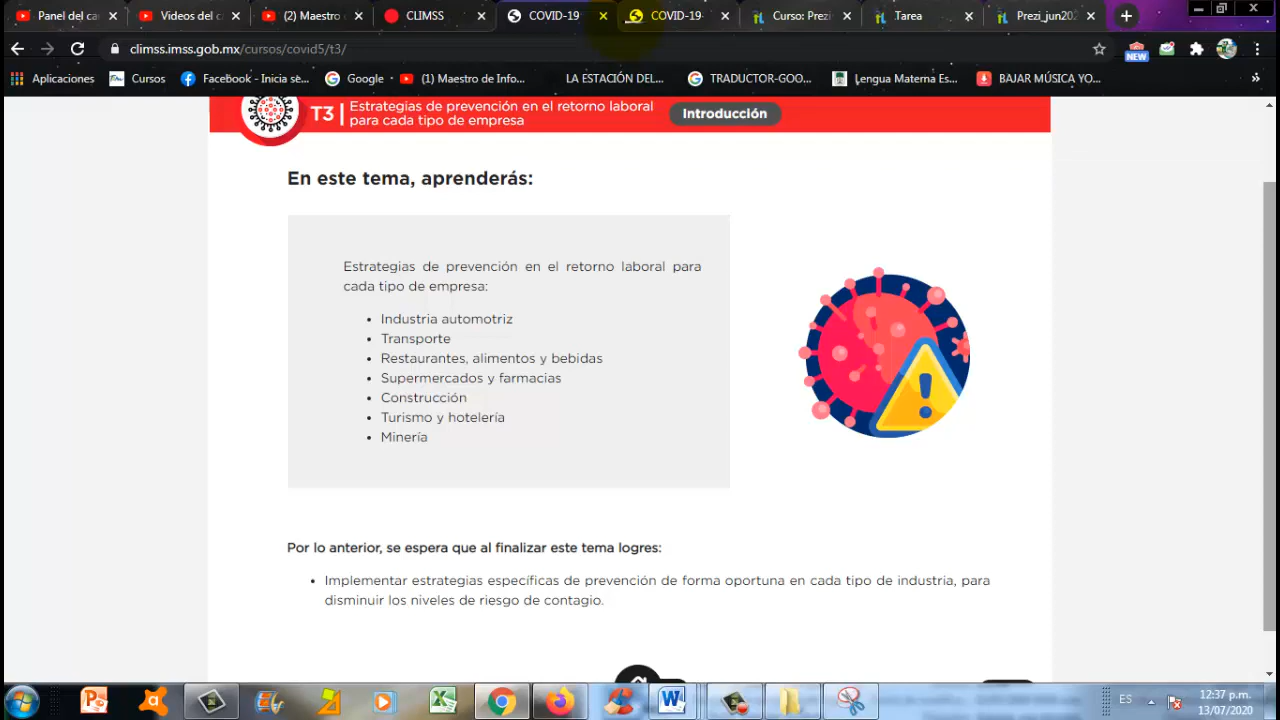 Panel del ca
Videos del c
(2) Maestro
CLIMSS
COVID-19
COVID-19
Curso: Prezi
Tarea
Prezi_jun202
climss.imss.gob.mx/cursos/covid5/t3/
NEW
Aplicaciones
Cursos
Facebook - Inicia se...
Google
(1) Maestro de Info...
LA ESTACIÓN DEL...
TRADUCTOR-GOO...
Lengua Materna Es...
BAJAR MÚSICA YO...
T3
Estrategias de prevención en el retorno laboral
para cada tipo de empresa
Introducción
En este tema, aprenderás:
Estrategias de prevención en el retorno laboral para
cada tipo de empresa:
• Industria automotriz
• Transporte
• Restaurantes, alimentos y bebidas
• Supermercados y farmacias
• Construcción
• Turismo y hotelería
• Minería
Por lo anterior, se espera que al finalizar este tema logres:
• Implementar estrategias específicas de prevención de forma oportuna en cada tipo de industria, para
disminuir los niveles de riesgo de contagio.
ES
12:37 p.m.
13/07/2020